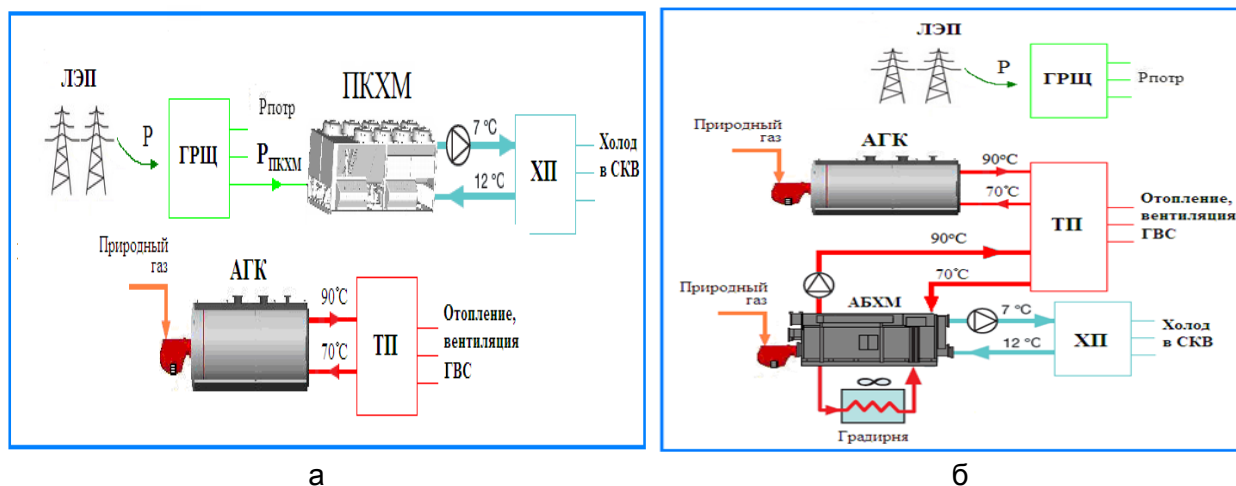 ЛЭП
P
ГРЩ
Pпотр
PПКХМ
ПКХМ
7 °C
12 °C
ХП
Холод
в СКВ
Природный
газ
АГК
90°C
70°C
ТП
Отопление,
вентиляция
ГВС
а
ЛЭП
P
ГРЩ
Pпотр
Природный
газ
АГК
90°C
70°C
ТП
Отопление,
вентиляция
ГВС
90°C
70°C
Природный
газ
АБХМ
7 °C
12 °C
ХП
Холод
в СКВ
Градирня
б